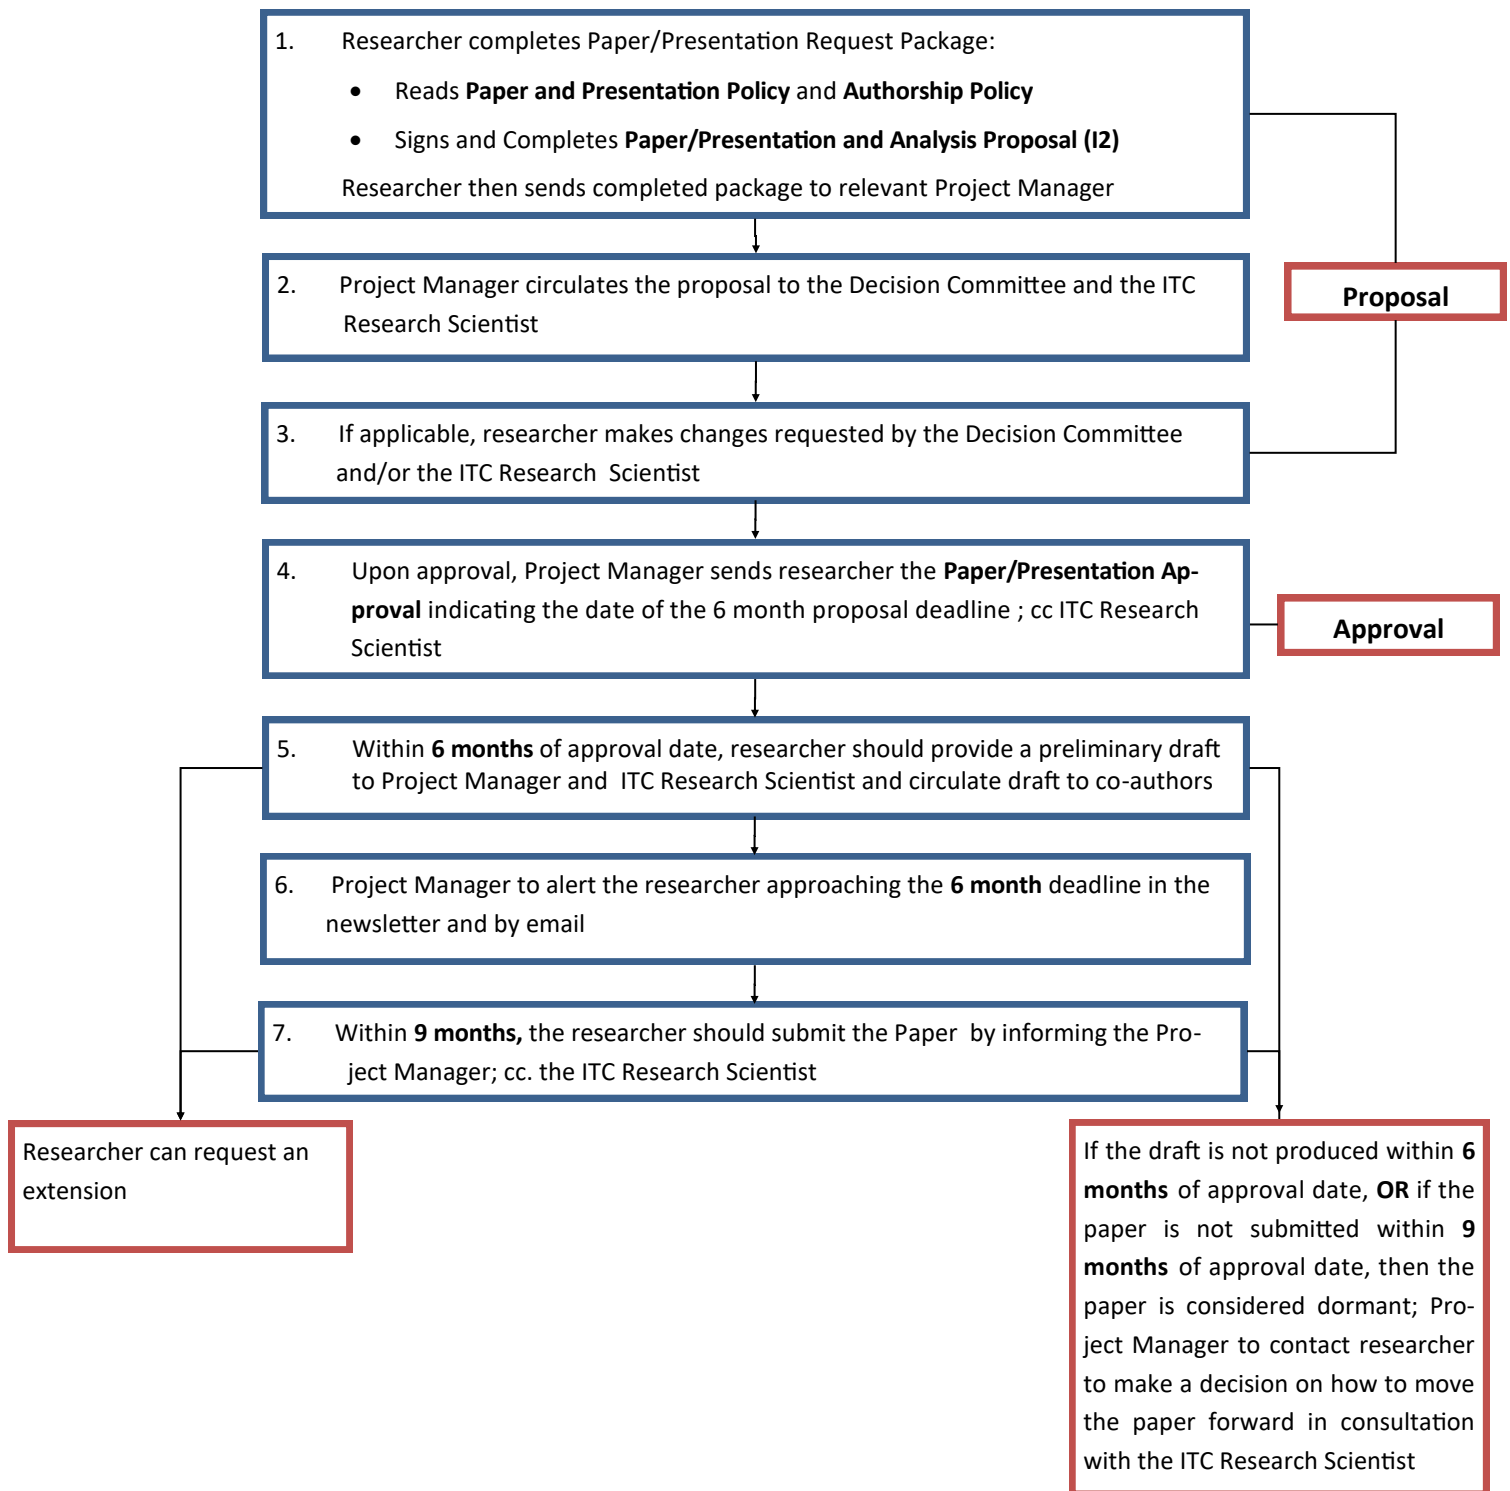 1. Researcher completes Paper/Presentation Request Package:
• Reads Paper and Presentation Policy and Authorship Policy
• Signs and Completes Paper/Presentation and Analysis Proposal (I2)
Researcher then sends completed package to relevant Project Manager
2. Project Manager circulates the proposal to the Decision Committee and the ITC
Research Scientist
Proposal
3. If applicable, researcher makes changes requested by the Decision Committee
and/or the ITC Research Scientist
4. Upon approval, Project Manager sends researcher the Paper/Presentation Ap-
proval indicating the date of the 6 month proposal deadline ; cc ITC Research
Scientist
Approval
5. Within 6 months of approval date, researcher should provide a preliminary draft
to Project Manager and ITC Research Scientist and circulate draft to co-authors
6. Project Manager to alert the researcher approaching the 6 month deadline in the
newsletter and by email
7. Within 9 months, the researcher should submit the Paper by informing the Pro-
ject Manager; cc. the ITC Research Scientist
Researcher can request an
extension
If the draft is not produced within 6
months of approval date, OR if the
paper is not submitted within 9
months of approval date, then the
paper is considered dormant; Pro-
ject Manager to contact researcher
to make a decision on how to move
the paper forward in consultation
with the ITC Research Scientist